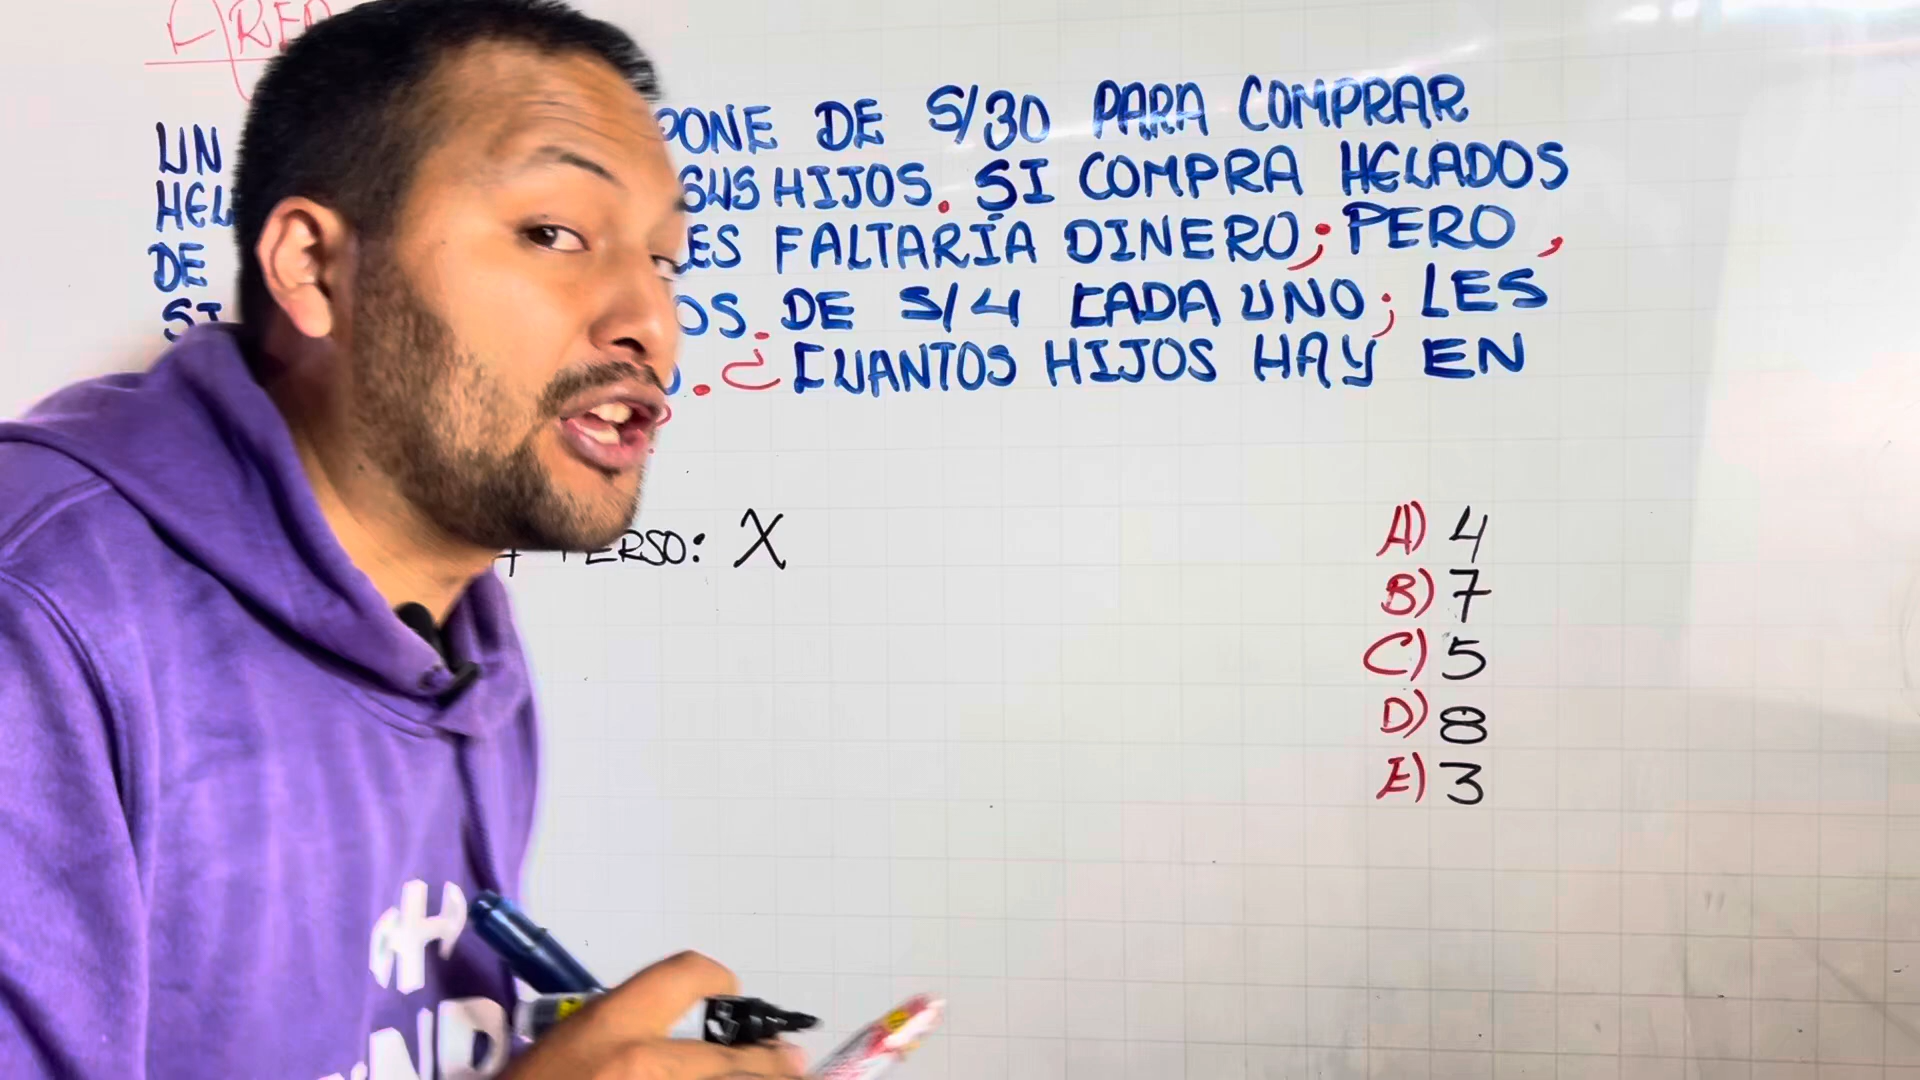 UN PONE DE S/30 PARA COMPRAR
HEL SUS HIJOS. SI COMPRA HELADOS
DE LES FALTARÍA DINERO; PERO,
SI OS DE S/4 CADA UNO; LES
. ¿CUANTOS HIJOS HAY EN
PERSO: X
A) 4
B) 7
C) 5
D) 8
E) 3